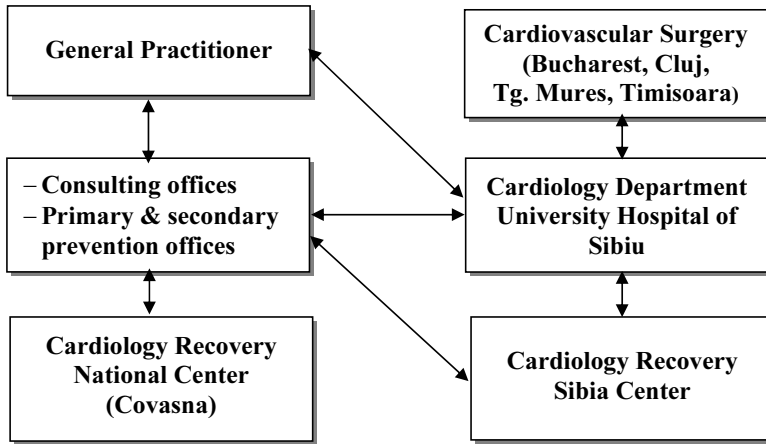 General Practitioner
Cardiovascular Surgery
(Bucharest, Cluj,
Tg. Mures, Timisoara)
– Consulting offices
– Primary & secondary
prevention offices
Cardiology Department
University Hospital of
Sibiu
Cardiology Recovery
National Center
(Covasna)
Cardiology Recovery
Sibia Center